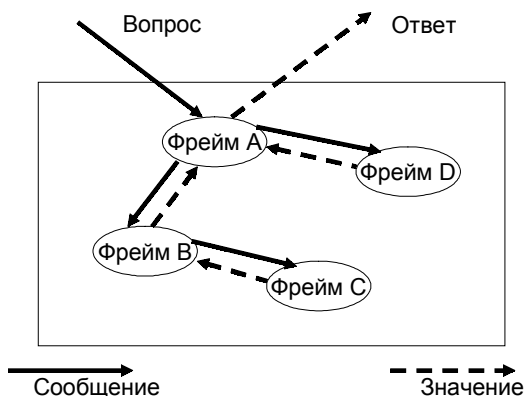 Вопрос
Ответ
Фрейм A
Фрейм D
Фрейм B
Фрейм C
Сообщение
Значение